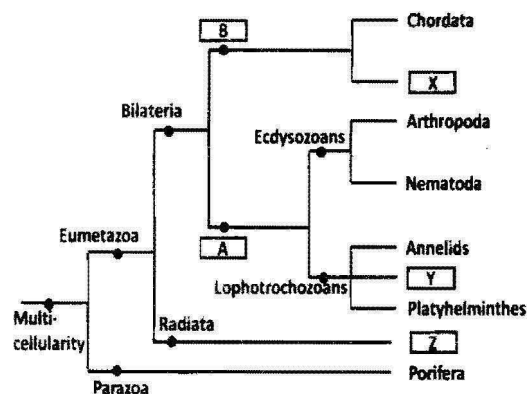 B
Chordata
X
Bilateria
Ecdysozoans
Arthropoda
Nematoda
Eumetazoa
A
Annelids
Lophotrochozoans
Y
Platyhelminthes
Multi-
cellularity
Radiata
Z
Parazoa
Porifera